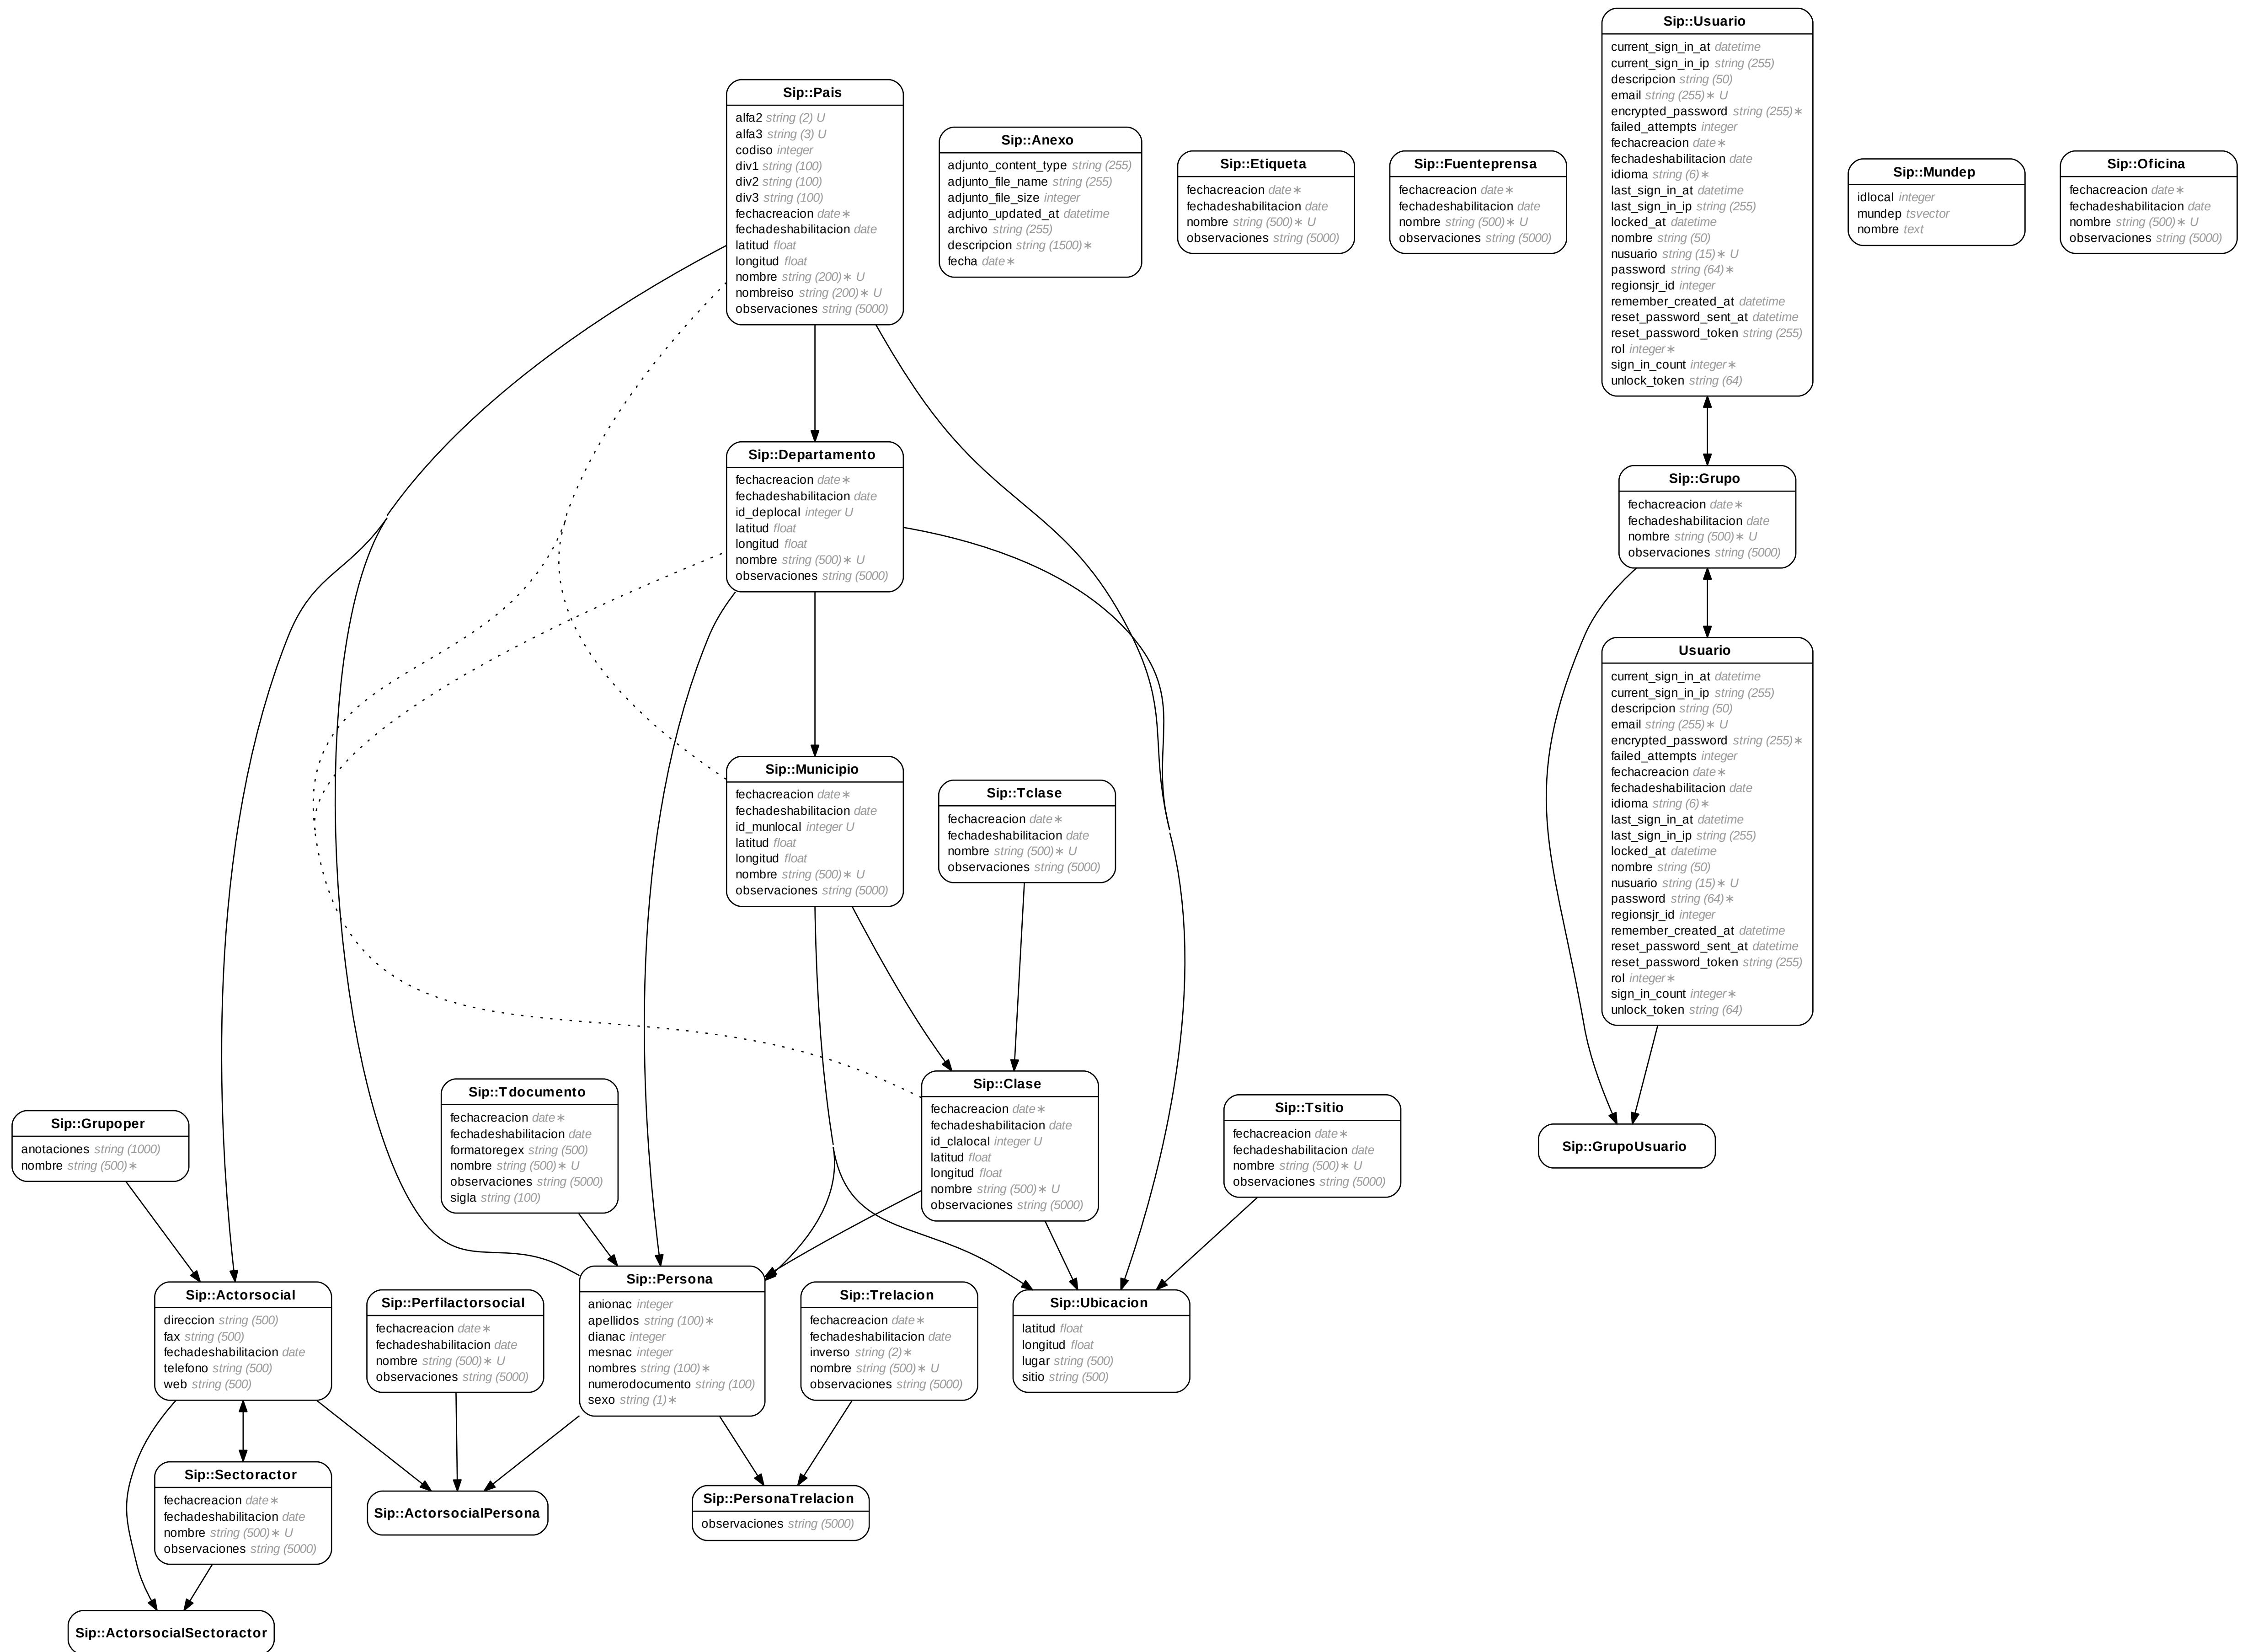 Sip::Usuario
current_sign_in_at datetime
current_sign_in_ip string (255)
descripcion string (50)
email string (255)∗ U
encrypted_password string (255)∗
failed_attempts integer
fechacreacion date∗
fechadeshabilitacion date
idioma string (6)∗
last_sign_in_at datetime
last_sign_in_ip string (255)
locked_at datetime
nombre string (50)
nusuario string (15)∗ U
password string (64)∗
regionsjr_id integer
remember_created_at datetime
reset_password_sent_at datetime
reset_password_token string (255)
rol integer∗
sign_in_count integer∗
unlock_token string (64)
Sip::Pais
alfa2 string (2) U
alfa3 string (3) U
codiso integer
div1 string (100)
div2 string (100)
div3 string (100)
fechacreacion date∗
fechadeshabilitacion date
latitud float
longitud float
nombre string (200)∗ U
nombreiso string (200)∗ U
observaciones string (5000)
Sip::Anexo
adjunto_content_type string (255)
adjunto_file_name string (255)
adjunto_file_size integer
adjunto_updated_at datetime
archivo string (255)
descripcion string (1500)∗
fecha date∗
Sip::Etiqueta
fechacreacion date∗
fechadeshabilitacion date
nombre string (500)∗ U
observaciones string (5000)
Sip::Fuenteprensa
fechacreacion date∗
fechadeshabilitacion date
nombre string (500)∗ U
observaciones string (5000)
Sip::Mundep
idlocal integer
mundep tsvector
nombre text
Sip::Oficina
fechacreacion date∗
fechadeshabilitacion date
nombre string (500)∗ U
observaciones string (5000)
Sip::Departamento
fechacreacion date∗
fechadeshabilitacion date
id_deplocal integer U
latitud float
longitud float
nombre string (500)∗ U
observaciones string (5000)
Sip::Grupo
fechacreacion date∗
fechadeshabilitacion date
nombre string (500)∗ U
observaciones string (5000)
Usuario
current_sign_in_at datetime
current_sign_in_ip string (255)
descripcion string (50)
email string (255)∗ U
encrypted_password string (255)∗
failed_attempts integer
fechacreacion date∗
fechadeshabilitacion date
idioma string (6)∗
last_sign_in_at datetime
last_sign_in_ip string (255)
locked_at datetime
nombre string (50)
nusuario string (15)∗ U
password string (64)∗
regionsjr_id integer
remember_created_at datetime
reset_password_sent_at datetime
reset_password_token string (255)
rol integer∗
sign_in_count integer∗
unlock_token string (64)
Sip::Municipio
fechacreacion date∗
fechadeshabilitacion date
id_munlocal integer U
latitud float
longitud float
nombre string (500)∗ U
observaciones string (5000)
Sip::Tclase
fechacreacion date∗
fechadeshabilitacion date
nombre string (500)∗ U
observaciones string (5000)
Sip::Clase
fechacreacion date∗
fechadeshabilitacion date
id_clalocal integer U
latitud float
longitud float
nombre string (500)∗ U
observaciones string (5000)
Sip::Tdocumento
fechacreacion date∗
fechadeshabilitacion date
formatoregex string (500)
nombre string (500)∗ U
observaciones string (5000)
sigla string (100)
Sip::Tsitio
fechacreacion date∗
fechadeshabilitacion date
nombre string (500)∗ U
observaciones string (5000)
Sip::GrupoUsuario
Sip::Grupoper
anotaciones string (1000)
nombre string (500)∗
Sip::Actorsocial
direccion string (500)
fax string (500)
fechadeshabilitacion date
telefono string (500)
web string (500)
Sip::Perfilactorsocial
fechacreacion date∗
fechadeshabilitacion date
nombre string (500)∗ U
observaciones string (5000)
Sip::Persona
anionac integer
apellidos string (100)∗
dianac integer
mesnac integer
nombres string (100)∗
numerodocumento string (100)
sexo string (1)∗
Sip::Trelacion
fechacreacion date∗
fechadeshabilitacion date
inverso string (2)∗
nombre string (500)∗ U
observaciones string (5000)
Sip::Ubicacion
latitud float
longitud float
lugar string (500)
sitio string (500)
Sip::Sectoractor
fechacreacion date∗
fechadeshabilitacion date
nombre string (500)∗ U
observaciones string (5000)
Sip::ActorsocialPersona
Sip::PersonaTrelacion
observaciones string (5000)
Sip::ActorsocialSectoractor